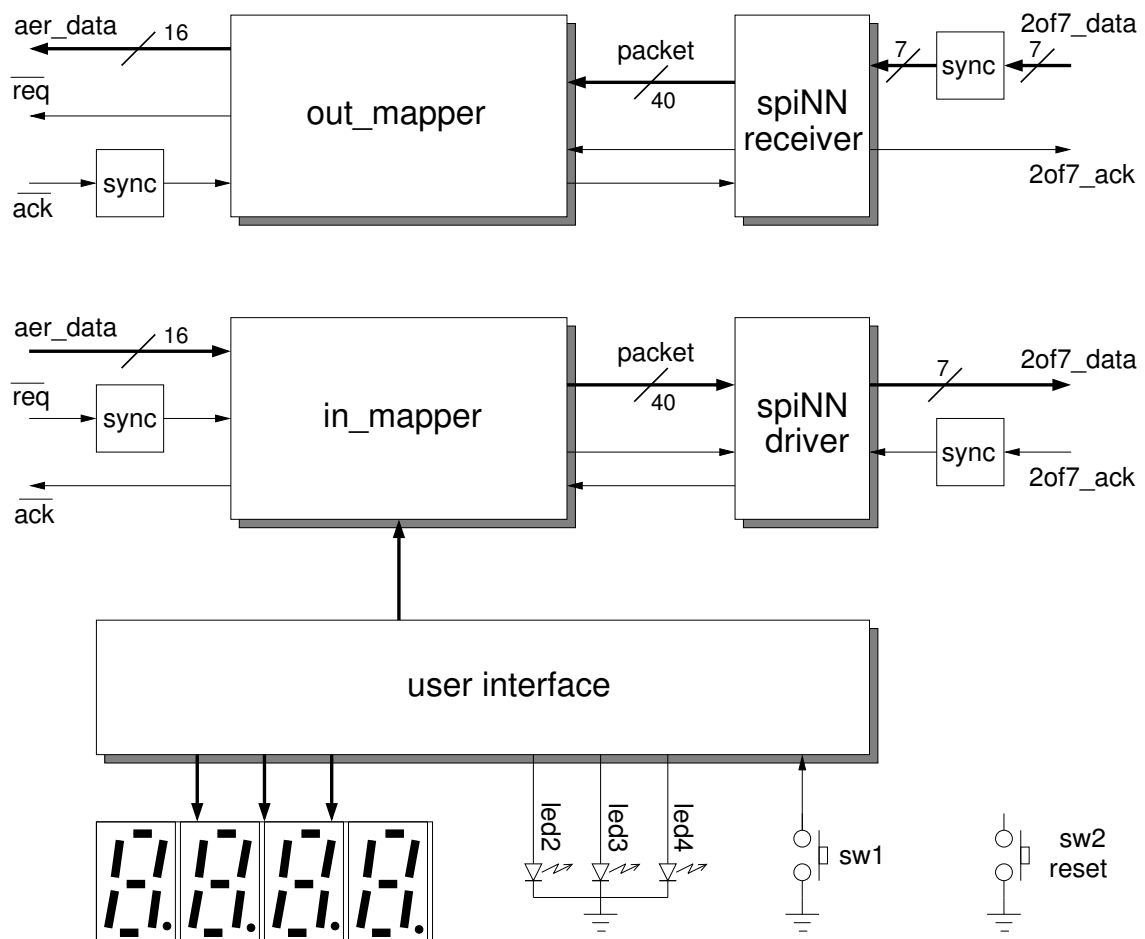 aer_data
16
req
ack
sync
out_mapper
packet
40
spiNN
receiver
7
sync
7
2of7_data
2of7_ack
aer_data
16
req
sync
ack
in_mapper
packet
40
spiNN
driver
7
2of7_data
sync
2of7_ack
user interface
led2
led3
led4
sw1
sw2
reset